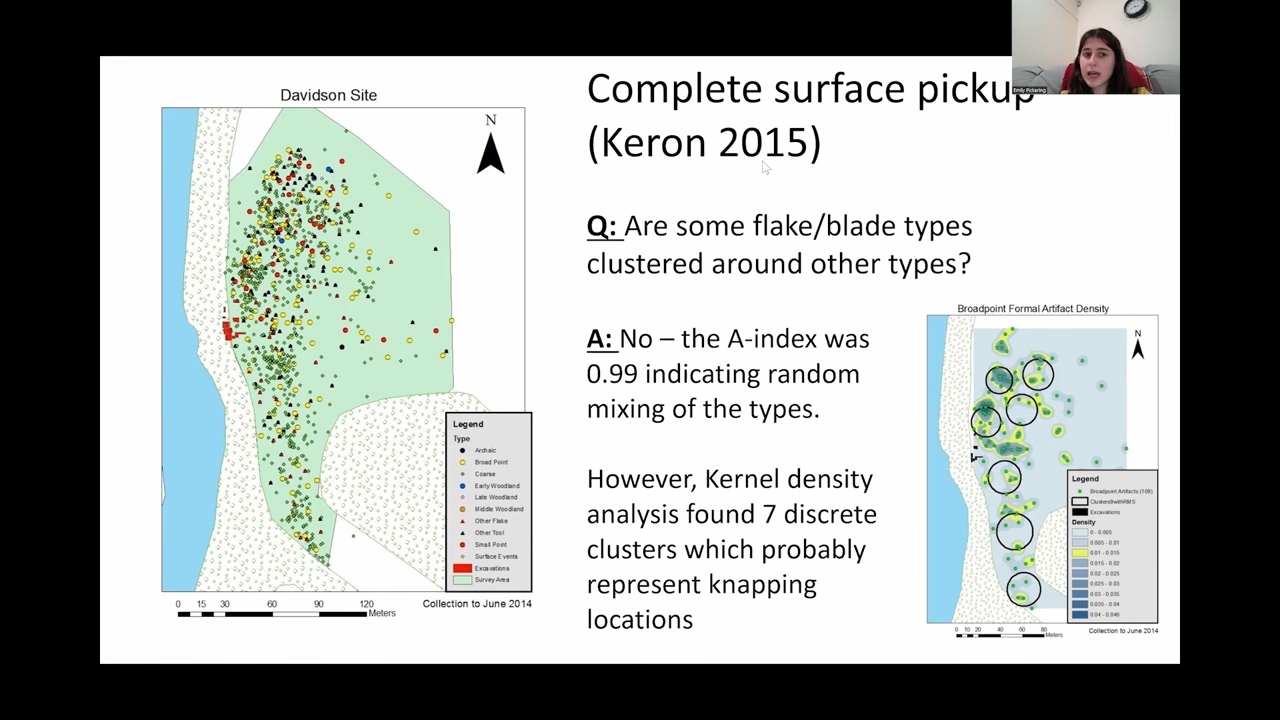 Davidson Site
N
Legend
Type
Archaic
Broad Point
Coarse
Early Woodland
Late Woodland
Middle Woodland
Other Flake
Other Tool
Small Point
Surface Events
Excavations
Survey Area
0 15 30 60 90 120
Meters
Collection to June 2014
Complete surface pickup
(Keron 2015)
Q: Are some flake/blade types
clustered around other types?
A: No – the A-index was
0.99 indicating random
mixing of the types.
However, Kernel density
analysis found 7 discrete
clusters which probably
represent knapping
locations
Emily Pickering
Broadpoint Formal Artifact Density
N
Legend
Broadpoint Artifacts (108)
Clusters9withRMS
Excavations
Density
0 - 0.005
0.005 - 0.01
0.01 - 0.015
0.015 - 0.02
0.02 - 0.025
0.025 - 0.03
0.03 - 0.035
0.035 - 0.04
0.04 - 0.046
0 10 20 40 60 80
Meters
Collection to June 2014